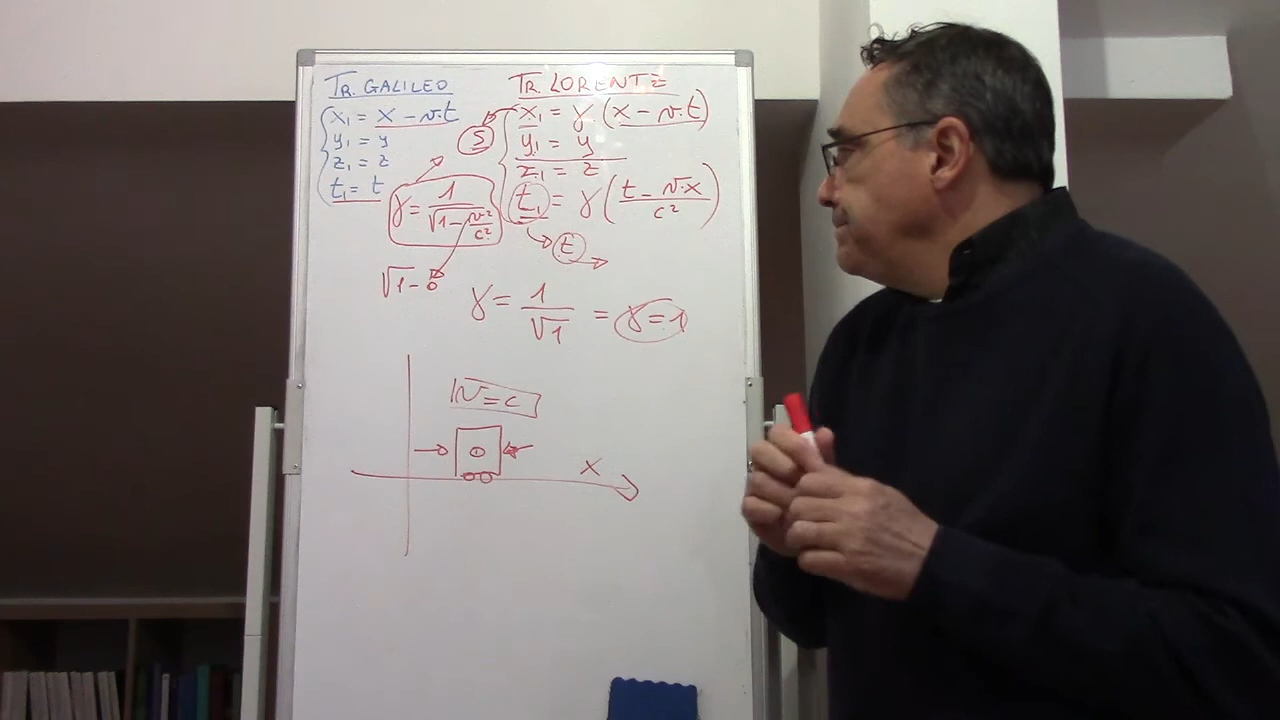 TR. GALILEO
x₁ = x - v.t
y₁ = y
z₁ = z
t₁ = t
TR. LORENTZ
x₁ = γ (x - v.t)
y₁ = y
z₁ = z
t₁ = γ (t - v.x / c²)
S
t
γ = 1 / √1 - v²/c²
√1 - 0
γ = 1 / √1 = γ = 1
v = c
x